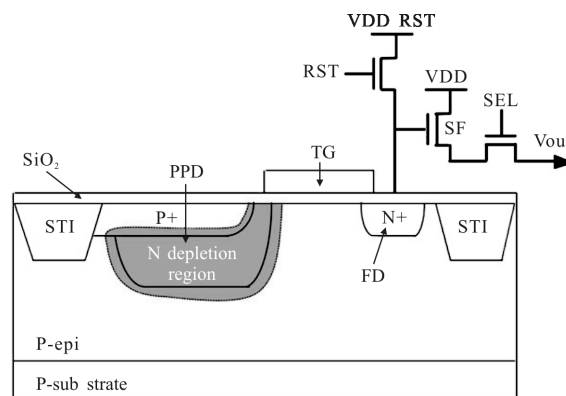 VDD RST
RST
VDD
SEL
SF
Vou
SiO2
PPD
TG
STI
P+
N+
STI
N depletion
region
FD
P-epi
P-sub strate